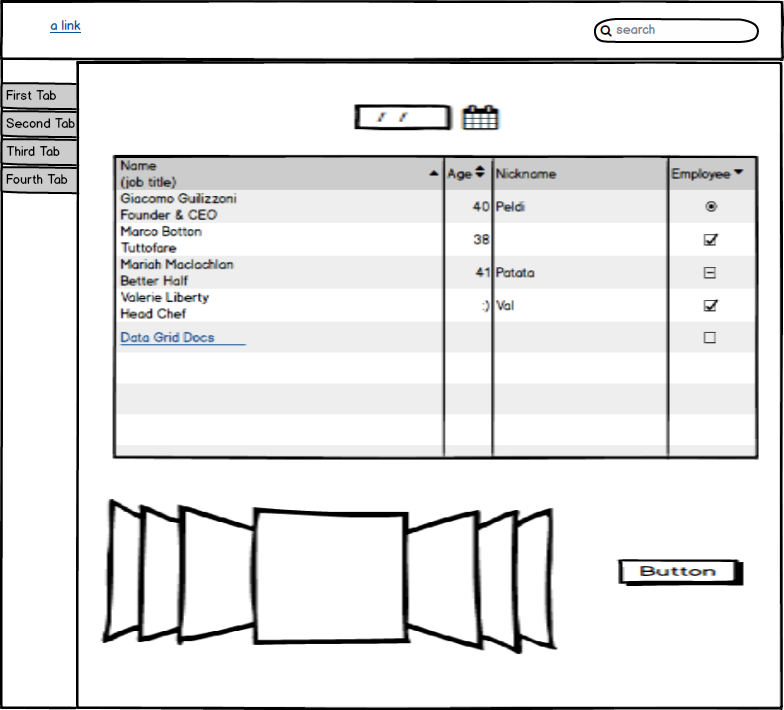 a link
search
First Tab
Second Tab
Third Tab
Fourth Tab
/ /
Name
(job title)
Age
Nickname
Employee
Giacomo Guilizzoni
Founder & CEO
40
Peldi
Marco Botton
Tuttofare
38
Mariah Maclachlan
Better Half
41
Patata
Valerie Liberty
Head Chef
:)
Val
Data Grid Docs
Button